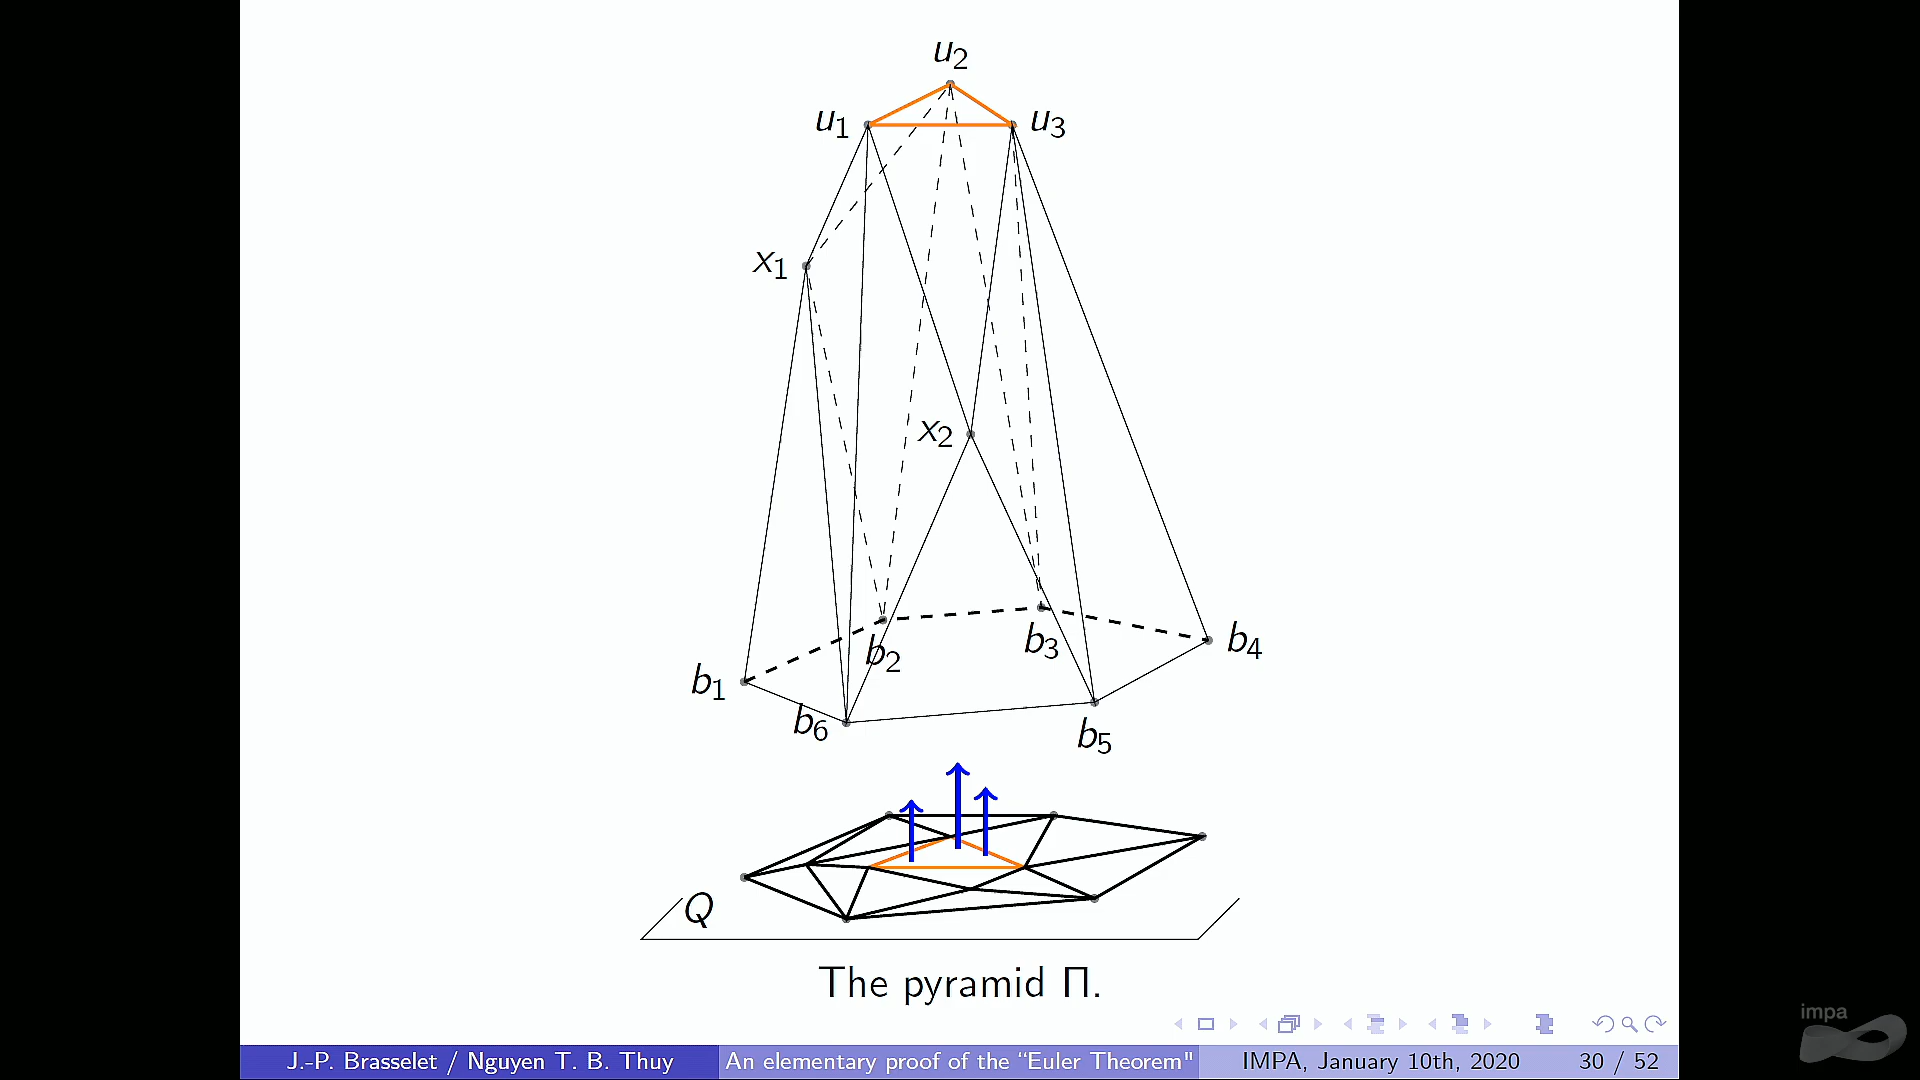 u2
u1
u3
x1
x2
b2
b3
b4
b1
b6
b5
Q
The pyramid Π.
impa
J.-P. Brasselet / Nguyen T. B. Thuy An elementary proof of the “Euler Theorem" IMPA, January 10th, 2020 30 / 52